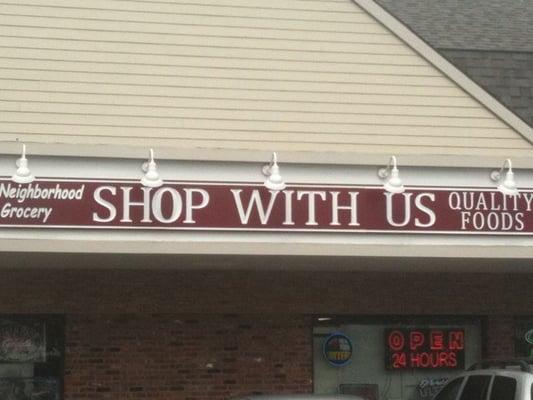 Neighborhood
Grocery
SHOP WITH US
QUALITY
FOODS
OPEN
24 HOURS